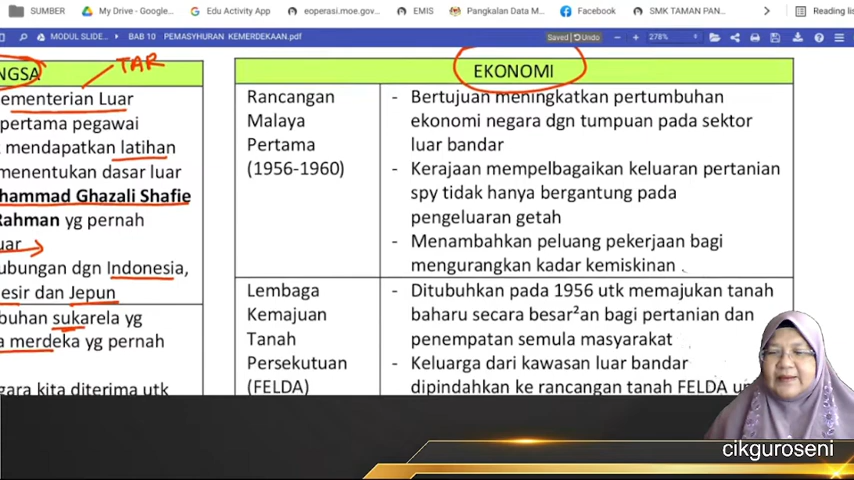 SUMBER
My Drive - Google...
Edu Activity Blog
eoperasi.moe.gov...
EMIS
Pangkalan Data M...
Facebook
SMK TAMAN PAN...
Reading list
MODUL SLIDE...
BAB 10 PEMASYHURAN KEMERDEKAAN.pdf
Saved
Undo
278%
NGSA
TAR
ementerian Luar
pertama pegawai
mendapatkan latihan
menentukan dasar luar
hammad Ghazali Shafie
Rahman yg pernah
uar
ubungan dgn Indonesia,
esir dan Jepun
buhan sukarela yg
a merdeka yg pernah
gara kita diterima utk
EKONOMI
Rancangan
Malaya
Pertama
(1956-1960)
- Bertujuan meningkatkan pertumbuhan
ekonomi negara dgn tumpuan pada sektor
luar bandar
- Kerajaan mempelbagaikan keluaran pertanian
spy tidak hanya bergantung pada
pengeluaran getah
- Menambahkan peluang pekerjaan bagi
mengurangkan kadar kemiskinan
Lembaga
Kemajuan
Tanah
Persekutuan
(FELDA)
- Ditubuhkan pada 1956 utk memajukan tanah
baharu secara besar²an bagi pertanian dan
penempatan semula masyarakat
- Keluarga dari kawasan luar bandar
dipindahkan ke rancangan tanah FELDA u
cikguroseni